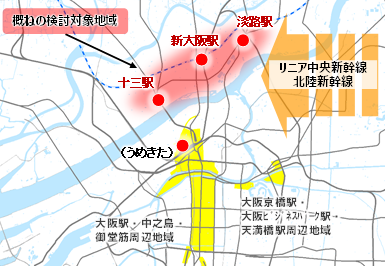 概ねの検討対象地域
淡路駅
新大阪駅
十三駅
リニア中央新幹線
北陸新幹線
(うめきた)
大阪駅・中之島・
御堂筋周辺地域
大阪京橋駅・
大阪ビジネスパーク駅・
天満橋駅周辺地域